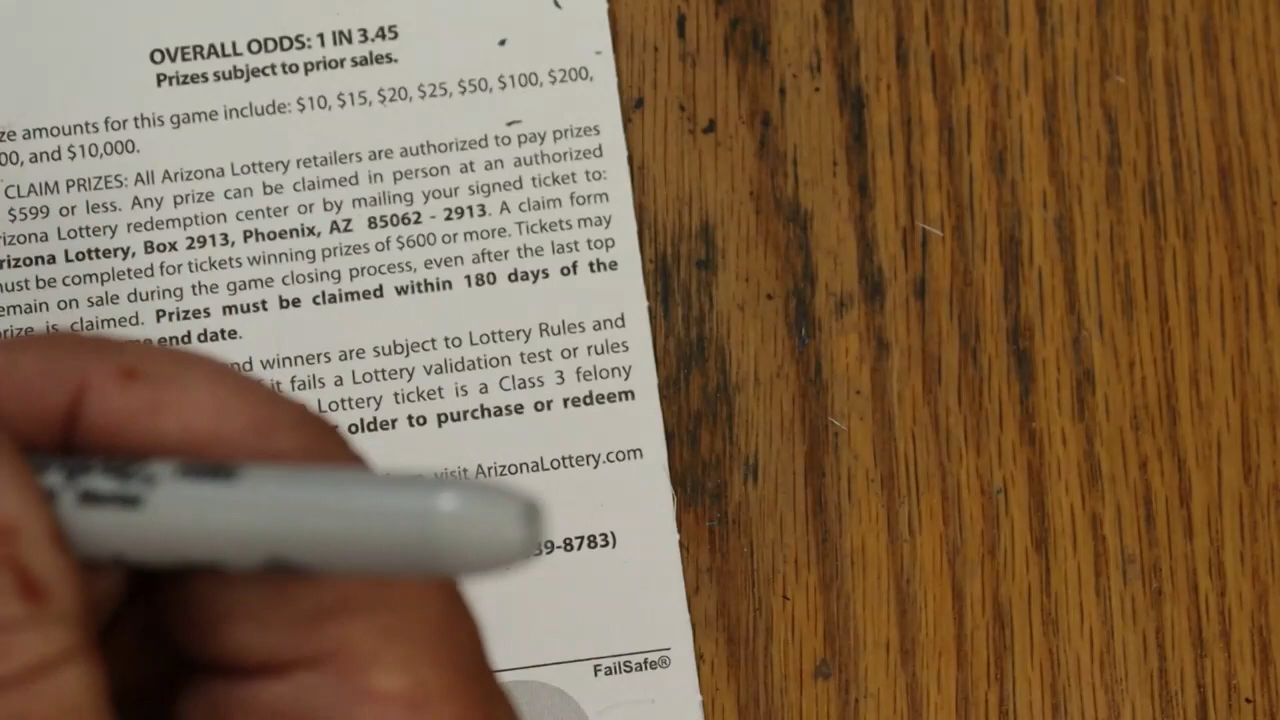 OVERALL ODDS: 1 IN 3.45
Prizes subject to prior sales.
ze amounts for this game include: $10, $15, $20, $25, $50, $100, $200,
00, and $10,000.
CLAIM PRIZES: All Arizona Lottery retailers are authorized to pay prizes
$599 or less. Any prize can be claimed in person at an authorized
rizona Lottery redemption center or by mailing your signed ticket to:
rizona Lottery, Box 2913, Phoenix, AZ 85062 - 2913. A claim form
ust be completed for tickets winning prizes of $600 or more. Tickets may
emain on sale during the game closing process, even after the last top
rize is claimed. Prizes must be claimed within 180 days of the
end date.
nd winners are subject to Lottery Rules and
it fails a Lottery validation test or rules
Lottery ticket is a Class 3 felony
older to purchase or redeem
visit ArizonaLottery.com
39-8783)
FailSafe®